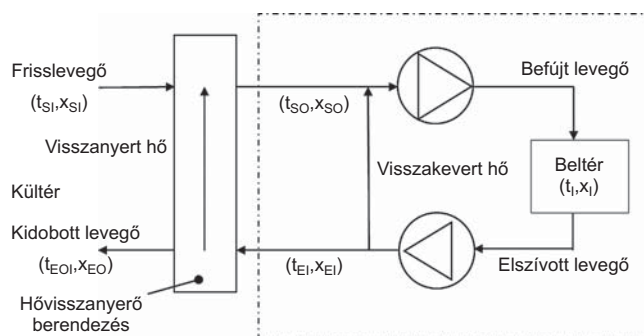 Frisslevegő
(tSI,xSI)
Visszanyert hő
Kültér
Kidobott levegő
(tEOI,xEO)
Hővisszanyerő
berendezés
(tSO,xSO)
Visszakevert hő
(tEI,xEI)
Befújt levegő
Beltér
(tI,xI)
Elszívott levegő